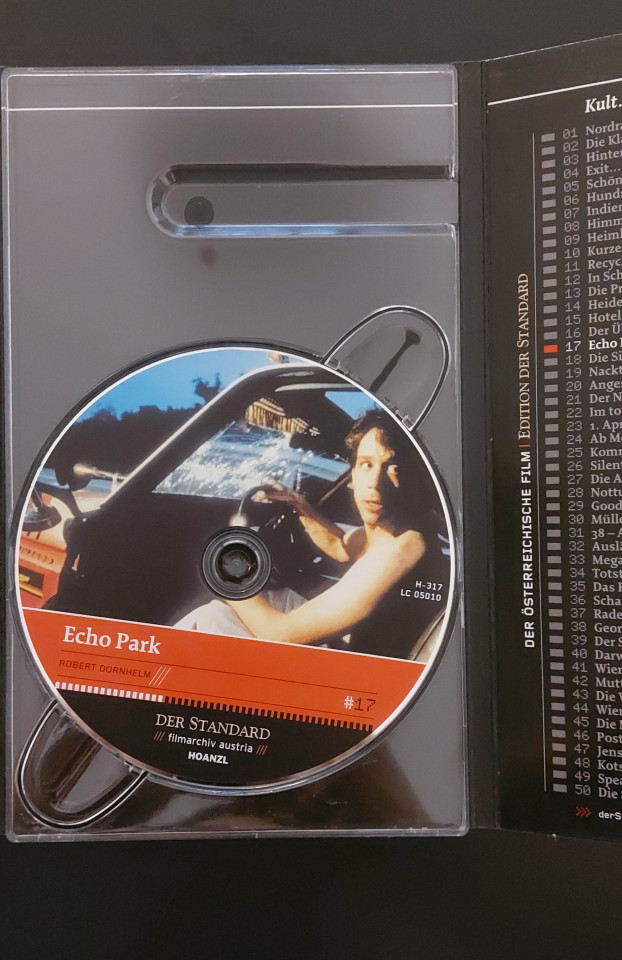 H-317
LC 05010
Echo Park
ROBERT DORNHELM ///
#17
DER STANDARD
/// filmarchiv austria ///
HOANZL
DER ÖSTERREICHISCHE FILM | EDITION DER STANDARD
Kult.
01 Nordra
02 Die Kl
03 Hinter
04 Exit...
05 Schön
06 Hunds
07 Indien
08 Himm
09 Heiml
10 Kurze
11 Recyc
12 In Sch
13 Die Pr
14 Heide
15 Hotel
16 Der Ü
17 Echo
18 Die Si
19 Nackt
20 Anges
21 Der N
22 Im to
23 1. Apr
24 Ab Mo
25 Komm
26 Silent
27 Die A
28 Nottu
29 Good
30 Mülle
31 38 –
32 Auslä
33 Mega
34 Totst
35 Das
36 Scha
37 Rade
38 Geor
39 Der S
40 Darw
41 Wien
42 Mutt
43 Die V
44 Wien
45 Die M
46 Post
47 Jens
48 Kots
49 Spea
50 Die
>>> derS